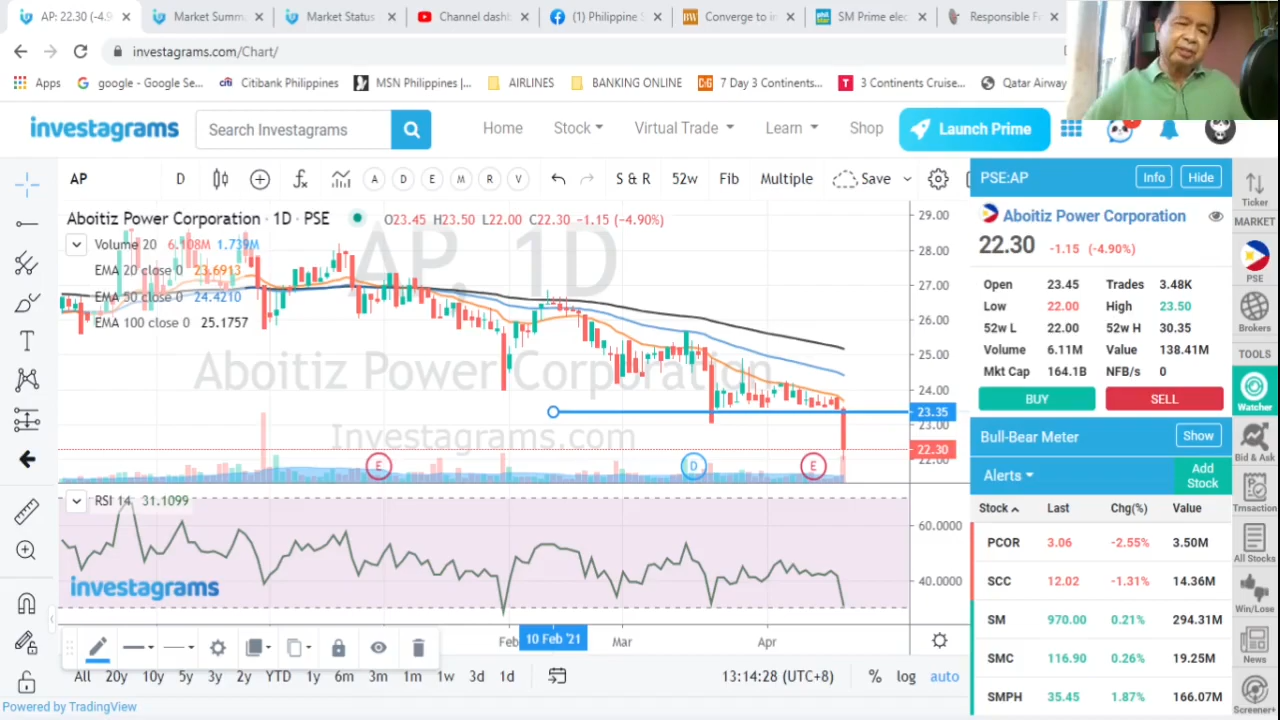 AP: 22.30 (-4.9
Market Summ
Market Status
Channel dash
(1) Philippine S
Converge to i
SM Prime ele
Responsible F
investagrams.com/Chart/
Apps
google - Google Se...
Citibank Philippines
MSN Philippines |...
AIRLINES
BANKING ONLINE
7 Day 3 Continents...
3 Continents Cruise...
Qatar Airway
investagrams
Search Investagrams
Home
Stock
Virtual Trade
Learn
Shop
Launch Prime
AP
D
A D E M R V
S & R
52w
Fib
Multiple
Save
PSE:AP
Info
Hide
Ticker
MARKET
PSE
Brokers
TOOLS
Watcher
Bid & Ask
Trnsaction
All Stocks
Win/Lose
News
Screener+
Aboitiz Power Corporation · 1D · PSE
O23.45 H23.50 L22.00 C22.30 -1.15 (-4.90%)
Volume 20 6.108M 1.739M
EMA 20 close 0 23.6913
EMA 50 close 0 24.4210
EMA 100 close 0 25.1757
AP, 1D
Aboitiz Power Corporation
Investagrams.com
29.00
28.00
27.00
26.00
25.00
24.00
23.35
23.00
22.30
22.00
E
D
E
RSI 14 31.1099
60.0000
40.0000
investagrams
Feb
10 Feb '21
Mar
Apr
All 20y 10y 5y 3y 2y YTD 1y 6m 3m 1m 1w 3d 1d
13:14:28 (UTC+8)
% log auto
Powered by TradingView
Aboitiz Power Corporation
22.30 -1.15 (-4.90%)
Open 23.45 Trades 3.48K
Low 22.00 High 23.50
52w L 22.00 52w H 30.35
Volume 6.11M Value 138.41M
Mkt Cap 164.1B NFB/s 0
BUY
SELL
Bull-Bear Meter
Show
Alerts
Add Stock
Stock Last Chg(%) Value
PCOR 3.06 -2.55% 3.50M
SCC 12.02 -1.31% 14.36M
SM 970.00 0.21% 294.31M
SMC 116.90 0.26% 19.25M
SMPH 35.45 1.87% 166.07M